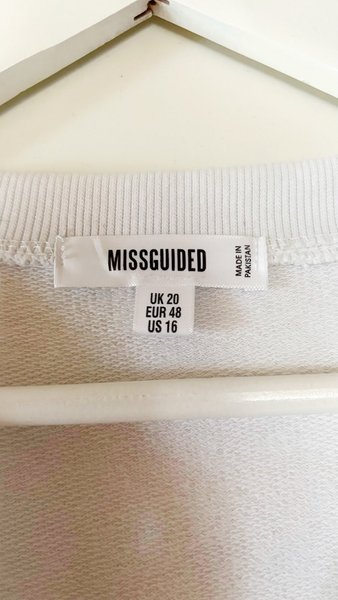 MISSGUIDED
MADE IN
PAKISTAN
UK 20
EUR 48
US 16